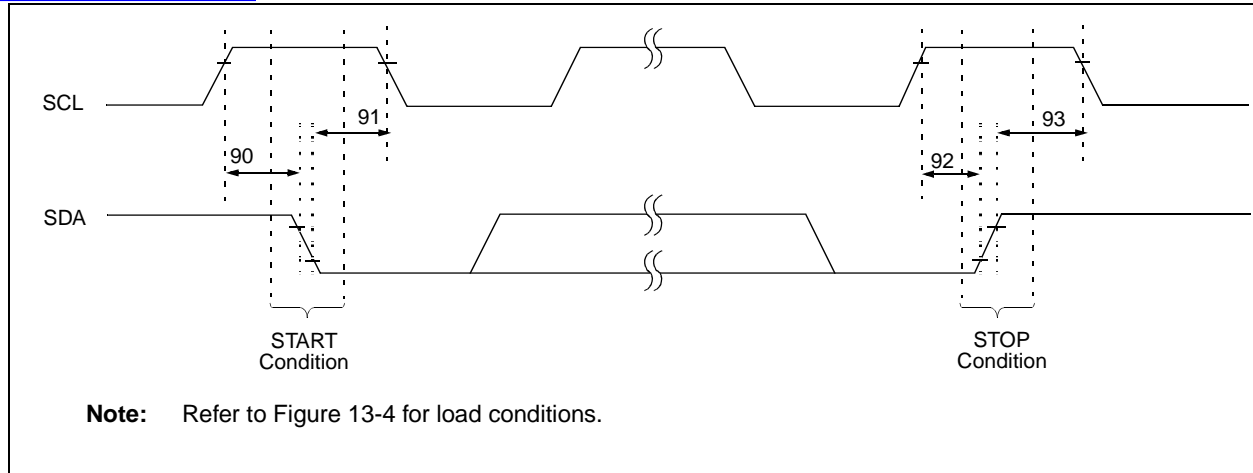 SCL
91
93
90
92
SDA
START
Condition
STOP
Condition
Note: Refer to Figure 13-4 for load conditions.